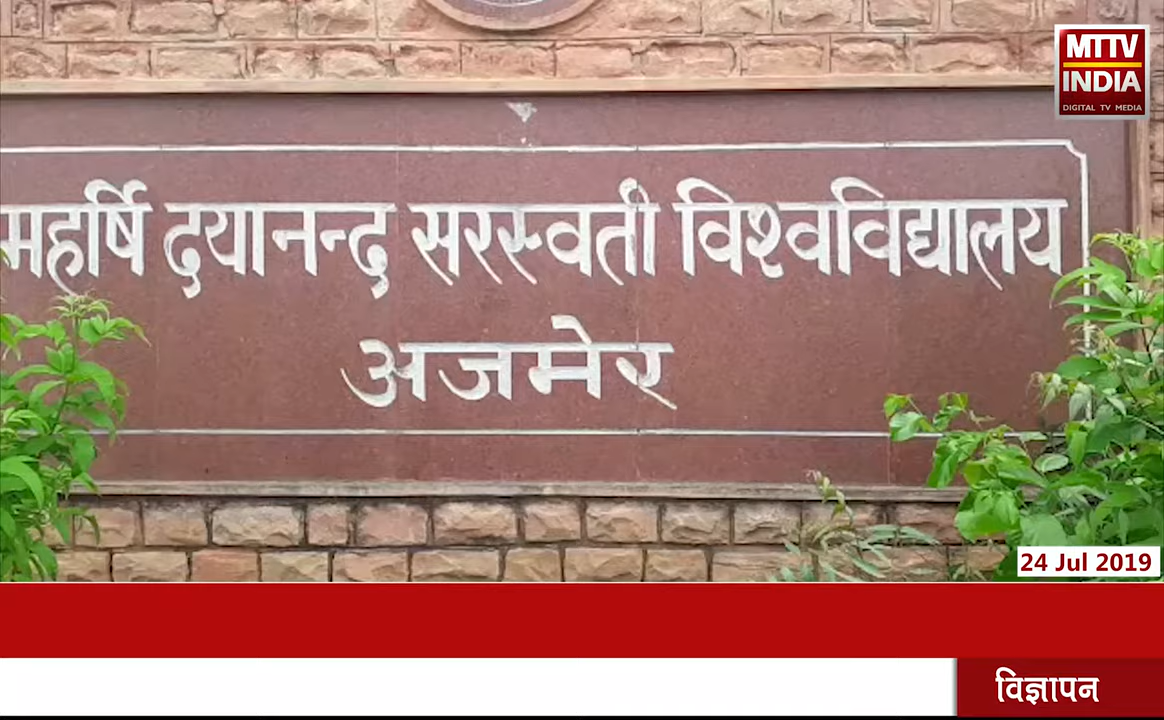 MTTV
INDIA
DIGITAL TV MEDIA
महर्षि दयानन्द सरस्वती विश्वविद्यालय
अजमेर
24 Jul 2019
विज्ञापन